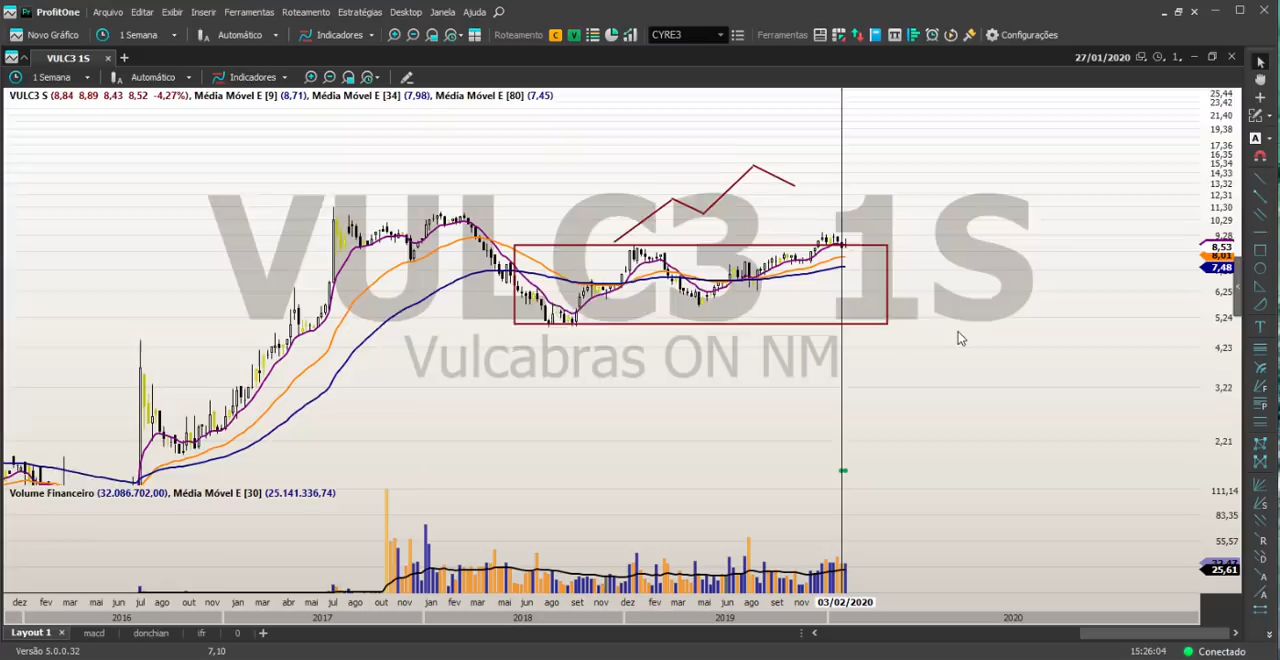 ProfitOne Arquivo Editar Exibir Inserir Ferramentas Roteamento Estratégias Desktop Janela Ajuda
Novo Gráfico 1 Semana Automático Indicadores Roteamento C V CYRE3 Ferramentas Configurações
VULC3 1S 27/01/2020 1
1 Semana Automático Indicadores
VULC3 S (8,84 8,89 8,43 8,52 -4,27%), Média Móvel E [9] (8,71), Média Móvel E [34] (7,98), Média Móvel E [80] (7,45)
25,44
23,42
21,40
19,38
17,36
16,35
15,34
14,33
13,32
12,31
11,30
10,29
9,28
8,53
8,01
7,48
6,25
5,24
4,23
3,22
2,21
VULC3 1S
Vulcabras ON NM
Volume Financeiro (32.086.702,00), Média Móvel E [30] (25.141.336,74)
111,14
83,35
55,57
25,61
dez fev mar mai jun jul ago out nov jan mar abr mai jul ago out nov jan fev mar mai jun ago set nov dez fev mar mai jun ago set nov 03/02/2020
2016 2017 2018 2019 2020
Layout 1 macd donchian ifr 0
Versão 5.0.0.32 7,10 15:26:04 Conectado